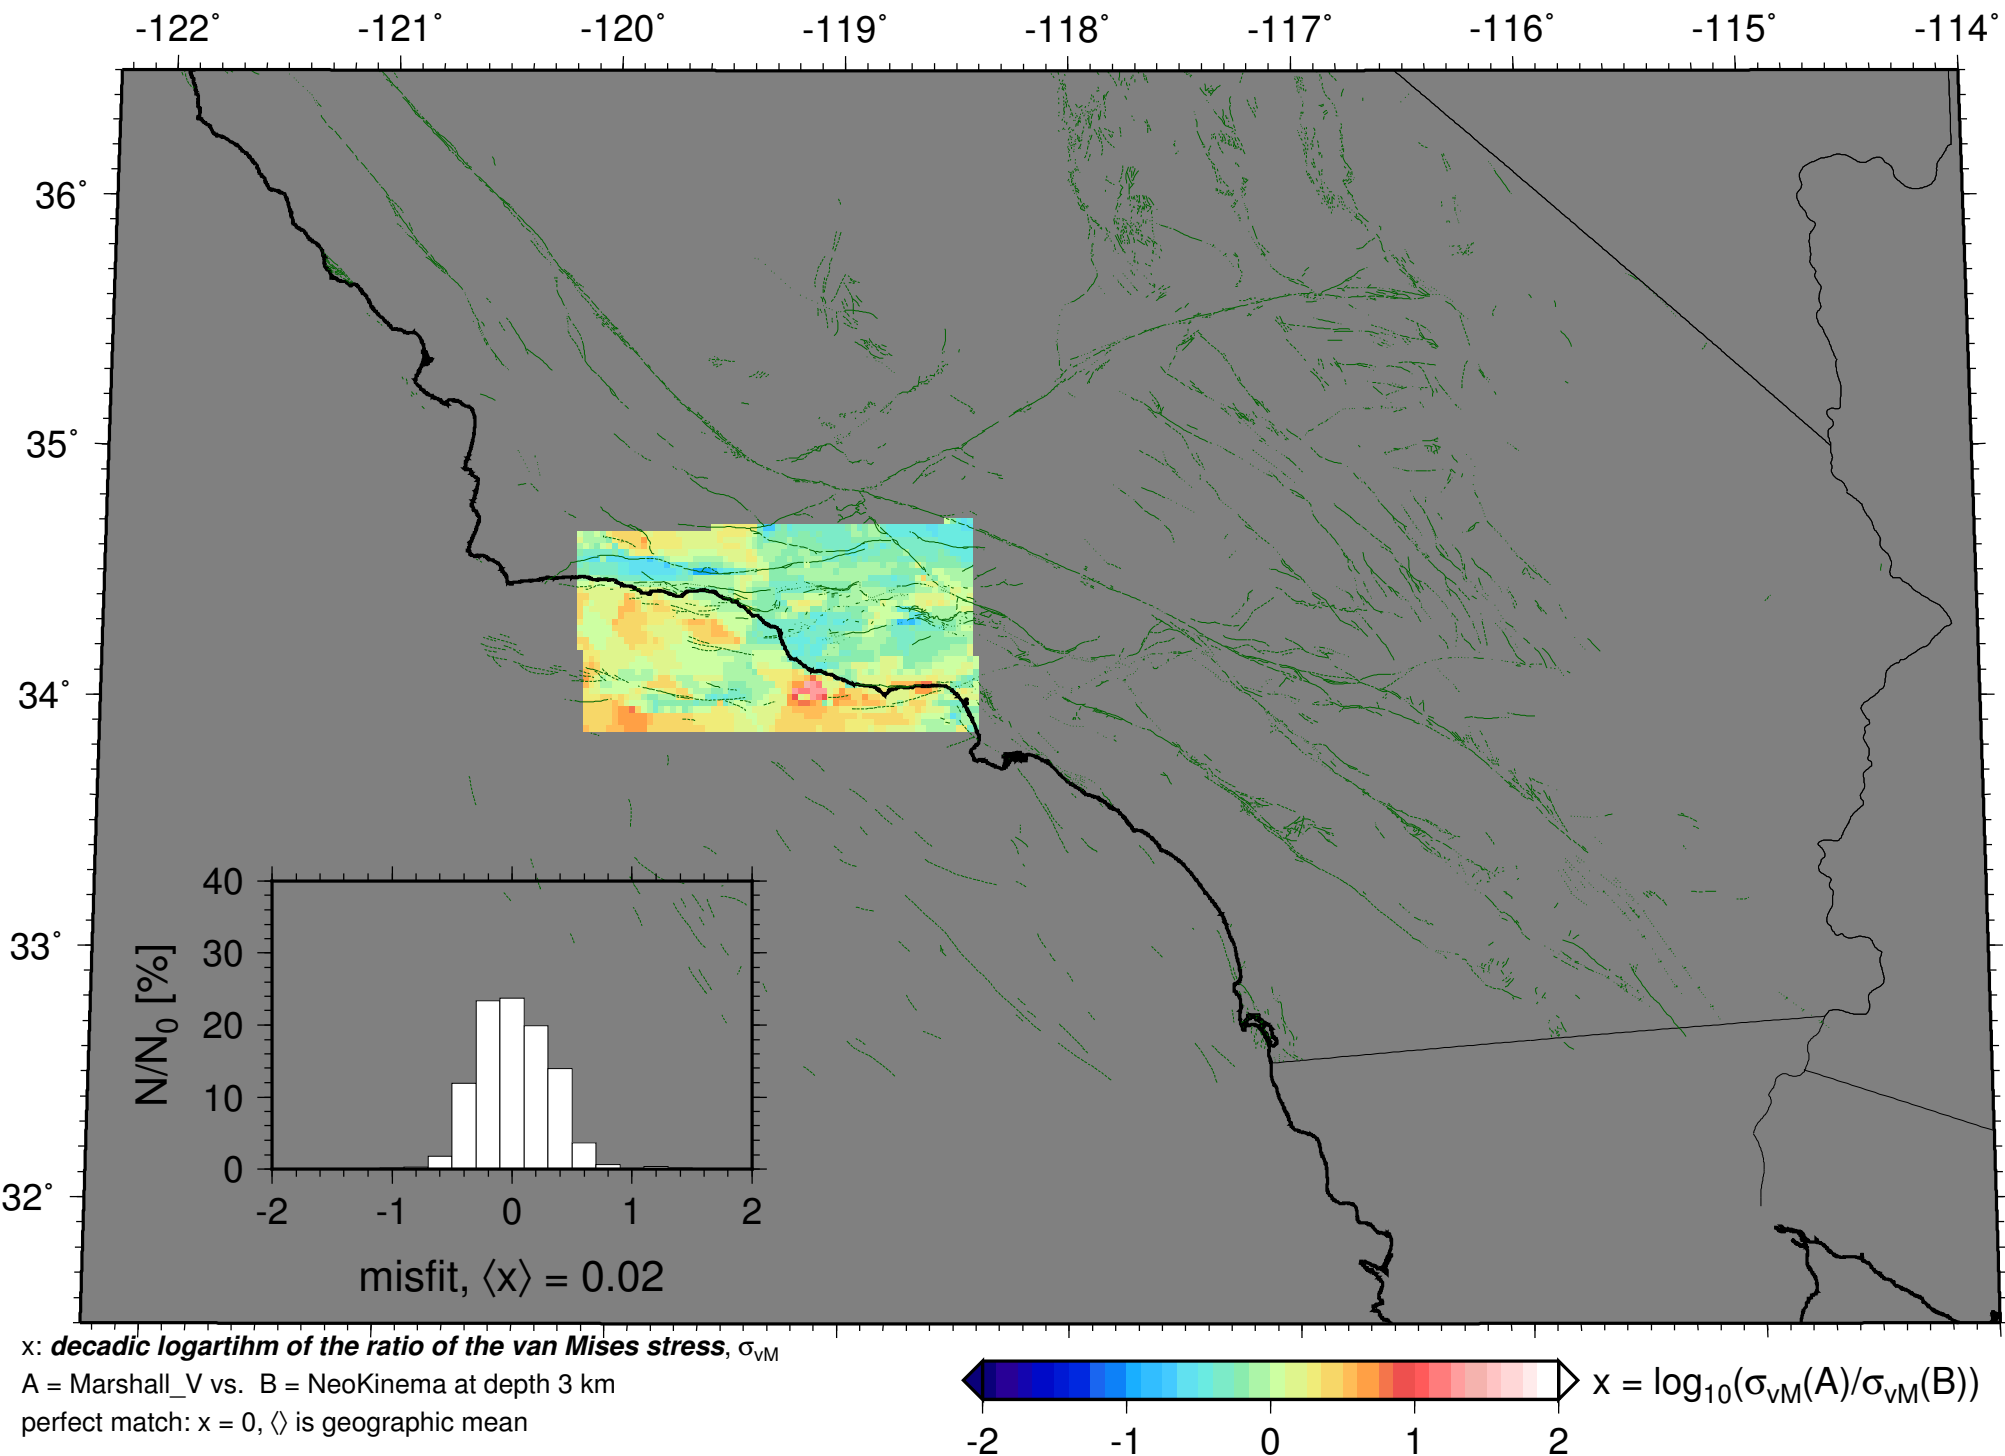 -122° -121° -120° -119° -118° -117° -116° -115° -114°
36°
35°
34°
33°
32°
40
30
20
10
0
N/N0 [%]
-2 -1 0 1 2
misfit, ⟨x⟩ = 0.02
x: decadic logartihm of the ratio of the van Mises stress, σvM
A = Marshall_V vs. B = NeoKinema at depth 3 km
perfect match: x = 0, ⟨⟩ is geographic mean
x = log10(σvM(A)/σvM(B))
-2 -1 0 1 2